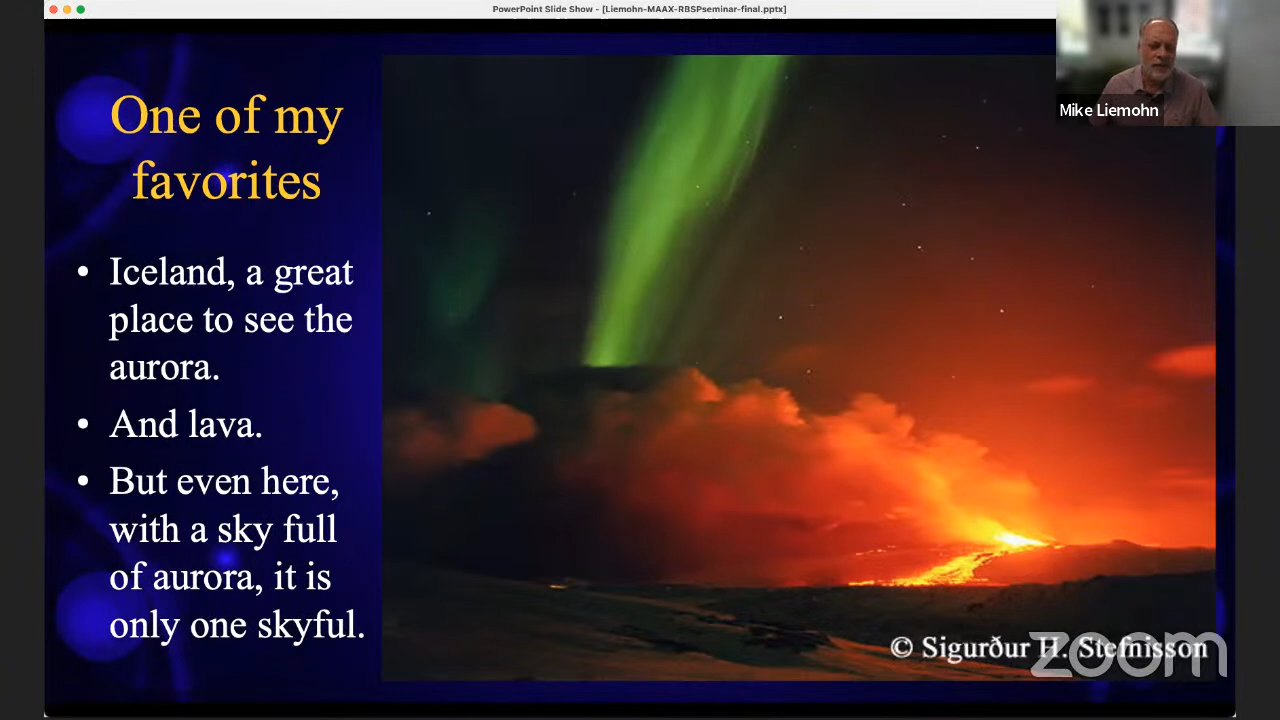 PowerPoint Slide Show - [Liemohn-MAAX-RBSPseminar-final.pptx]
Mike Liemohn
One of my
favorites
• Iceland, a great
place to see the
aurora.
• And lava.
• But even here,
with a sky full
of aurora, it is
only one skyful.
© Sigurður H. Stefnisson
zoom